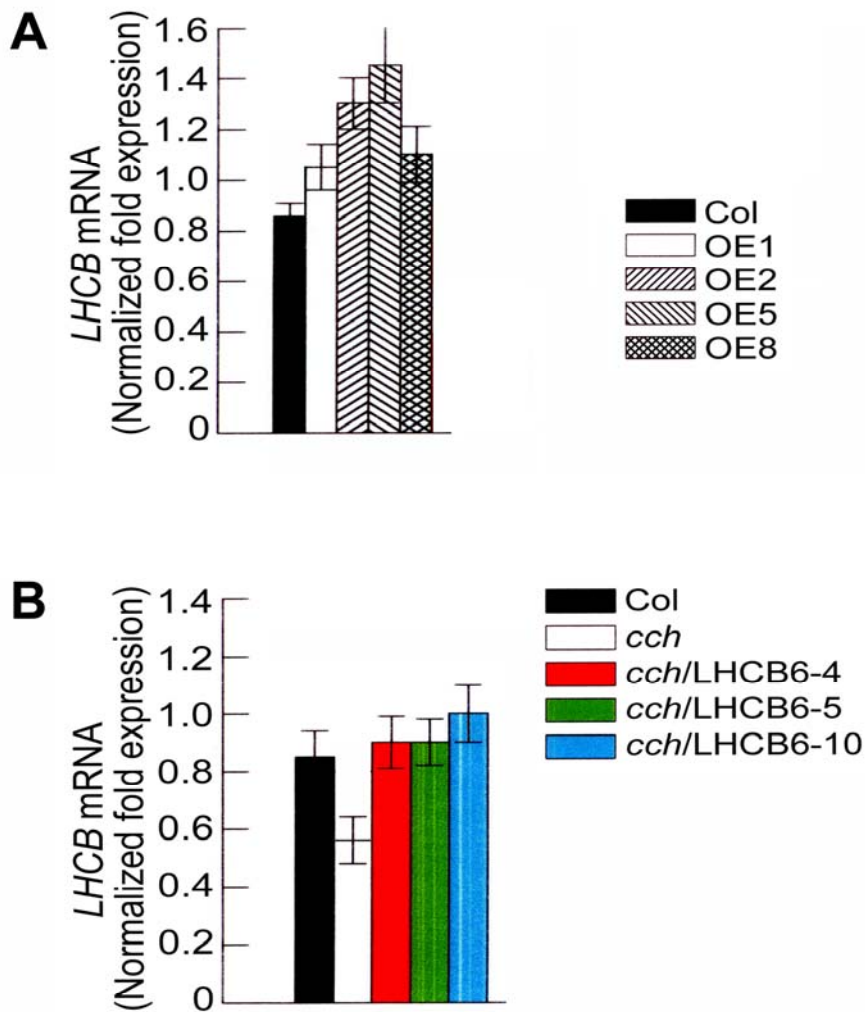 A
LHCB mRNA
(Normalized fold expression)
1.6
1.4
1.2
1.0
0.8
0.6
0.4
0.2
0
Col
OE1
OE2
OE5
OE8
B
LHCB mRNA
(Normalized fold expression)
1.4
1.2
1.0
0.8
0.6
0.4
0.2
0
Col
cch
cch/LHCB6-4
cch/LHCB6-5
cch/LHCB6-10